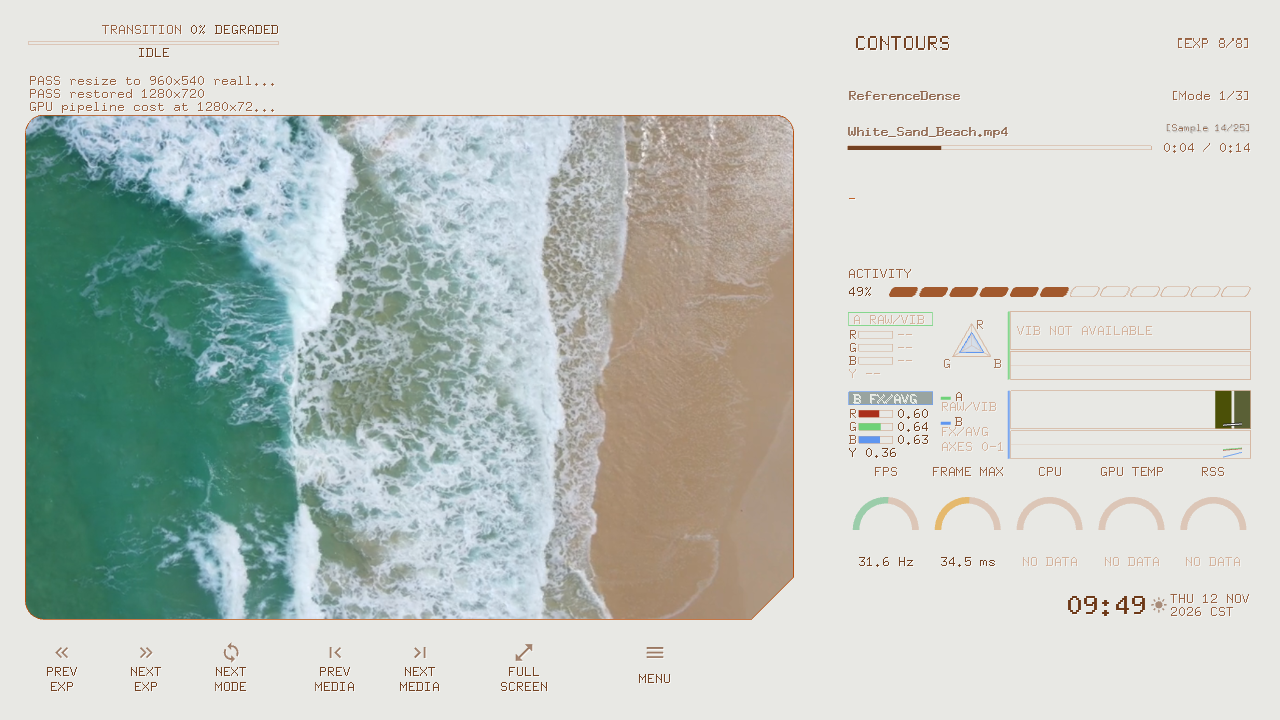 TRANSITION 0% DEGRADED
IDLE
PASS resize to 960x540 reall...
PASS restored 1280x720
GPU pipeline cost at 1280x72...
CONTOURS
[EXP 8/8]
ReferenceDense
[Mode 1/3]
White_Sand_Beach.mp4
[Sample 14/25]
0:04 / 0:14
ACTIVITY
49%
A RAW/VIB
R --
G --
B --
Y --
R
G B
VIB NOT AVAILABLE
B FX/AVG
R 0.60
G 0.64
B 0.63
Y 0.36
A
RAW/VIB
B
FX/AVG
AXES 0-1
FPS FRAME MAX CPU GPU TEMP RSS
31.6 Hz 34.5 ms NO DATA NO DATA NO DATA
09:49
THU 12 NOV
2026 CST
PREV
EXP
NEXT
EXP
NEXT
MODE
PREV
MEDIA
NEXT
MEDIA
FULL
SCREEN
MENU